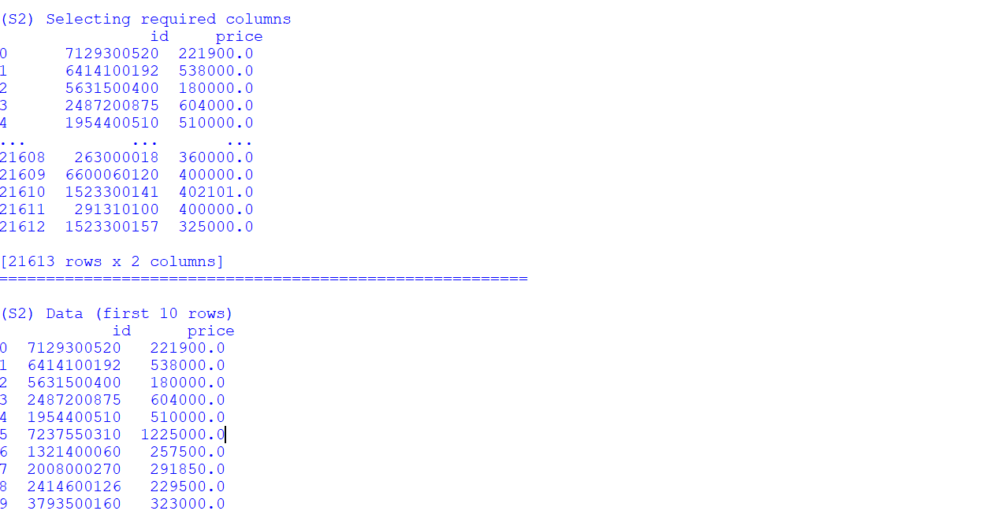 (S2) Selecting required columns
                id     price
0      7129300520  221900.0
1      6414100192  538000.0
2      5631500400  180000.0
3      2487200875  604000.0
4      1954400510  510000.0
...           ...       ...
21608   263000018  360000.0
21609  6600060120  400000.0
21610  1523300141  402101.0
21611   291310100  400000.0
21612  1523300157  325000.0
[21613 rows x 2 columns]
========================================================
(S2) Data (first 10 rows)
            id      price
0  7129300520   221900.0
1  6414100192   538000.0
2  5631500400   180000.0
3  2487200875   604000.0
4  1954400510   510000.0
5  7237550310  1225000.0
6  1321400060   257500.0
7  2008000270   291850.0
8  2414600126   229500.0
9  3793500160   323000.0